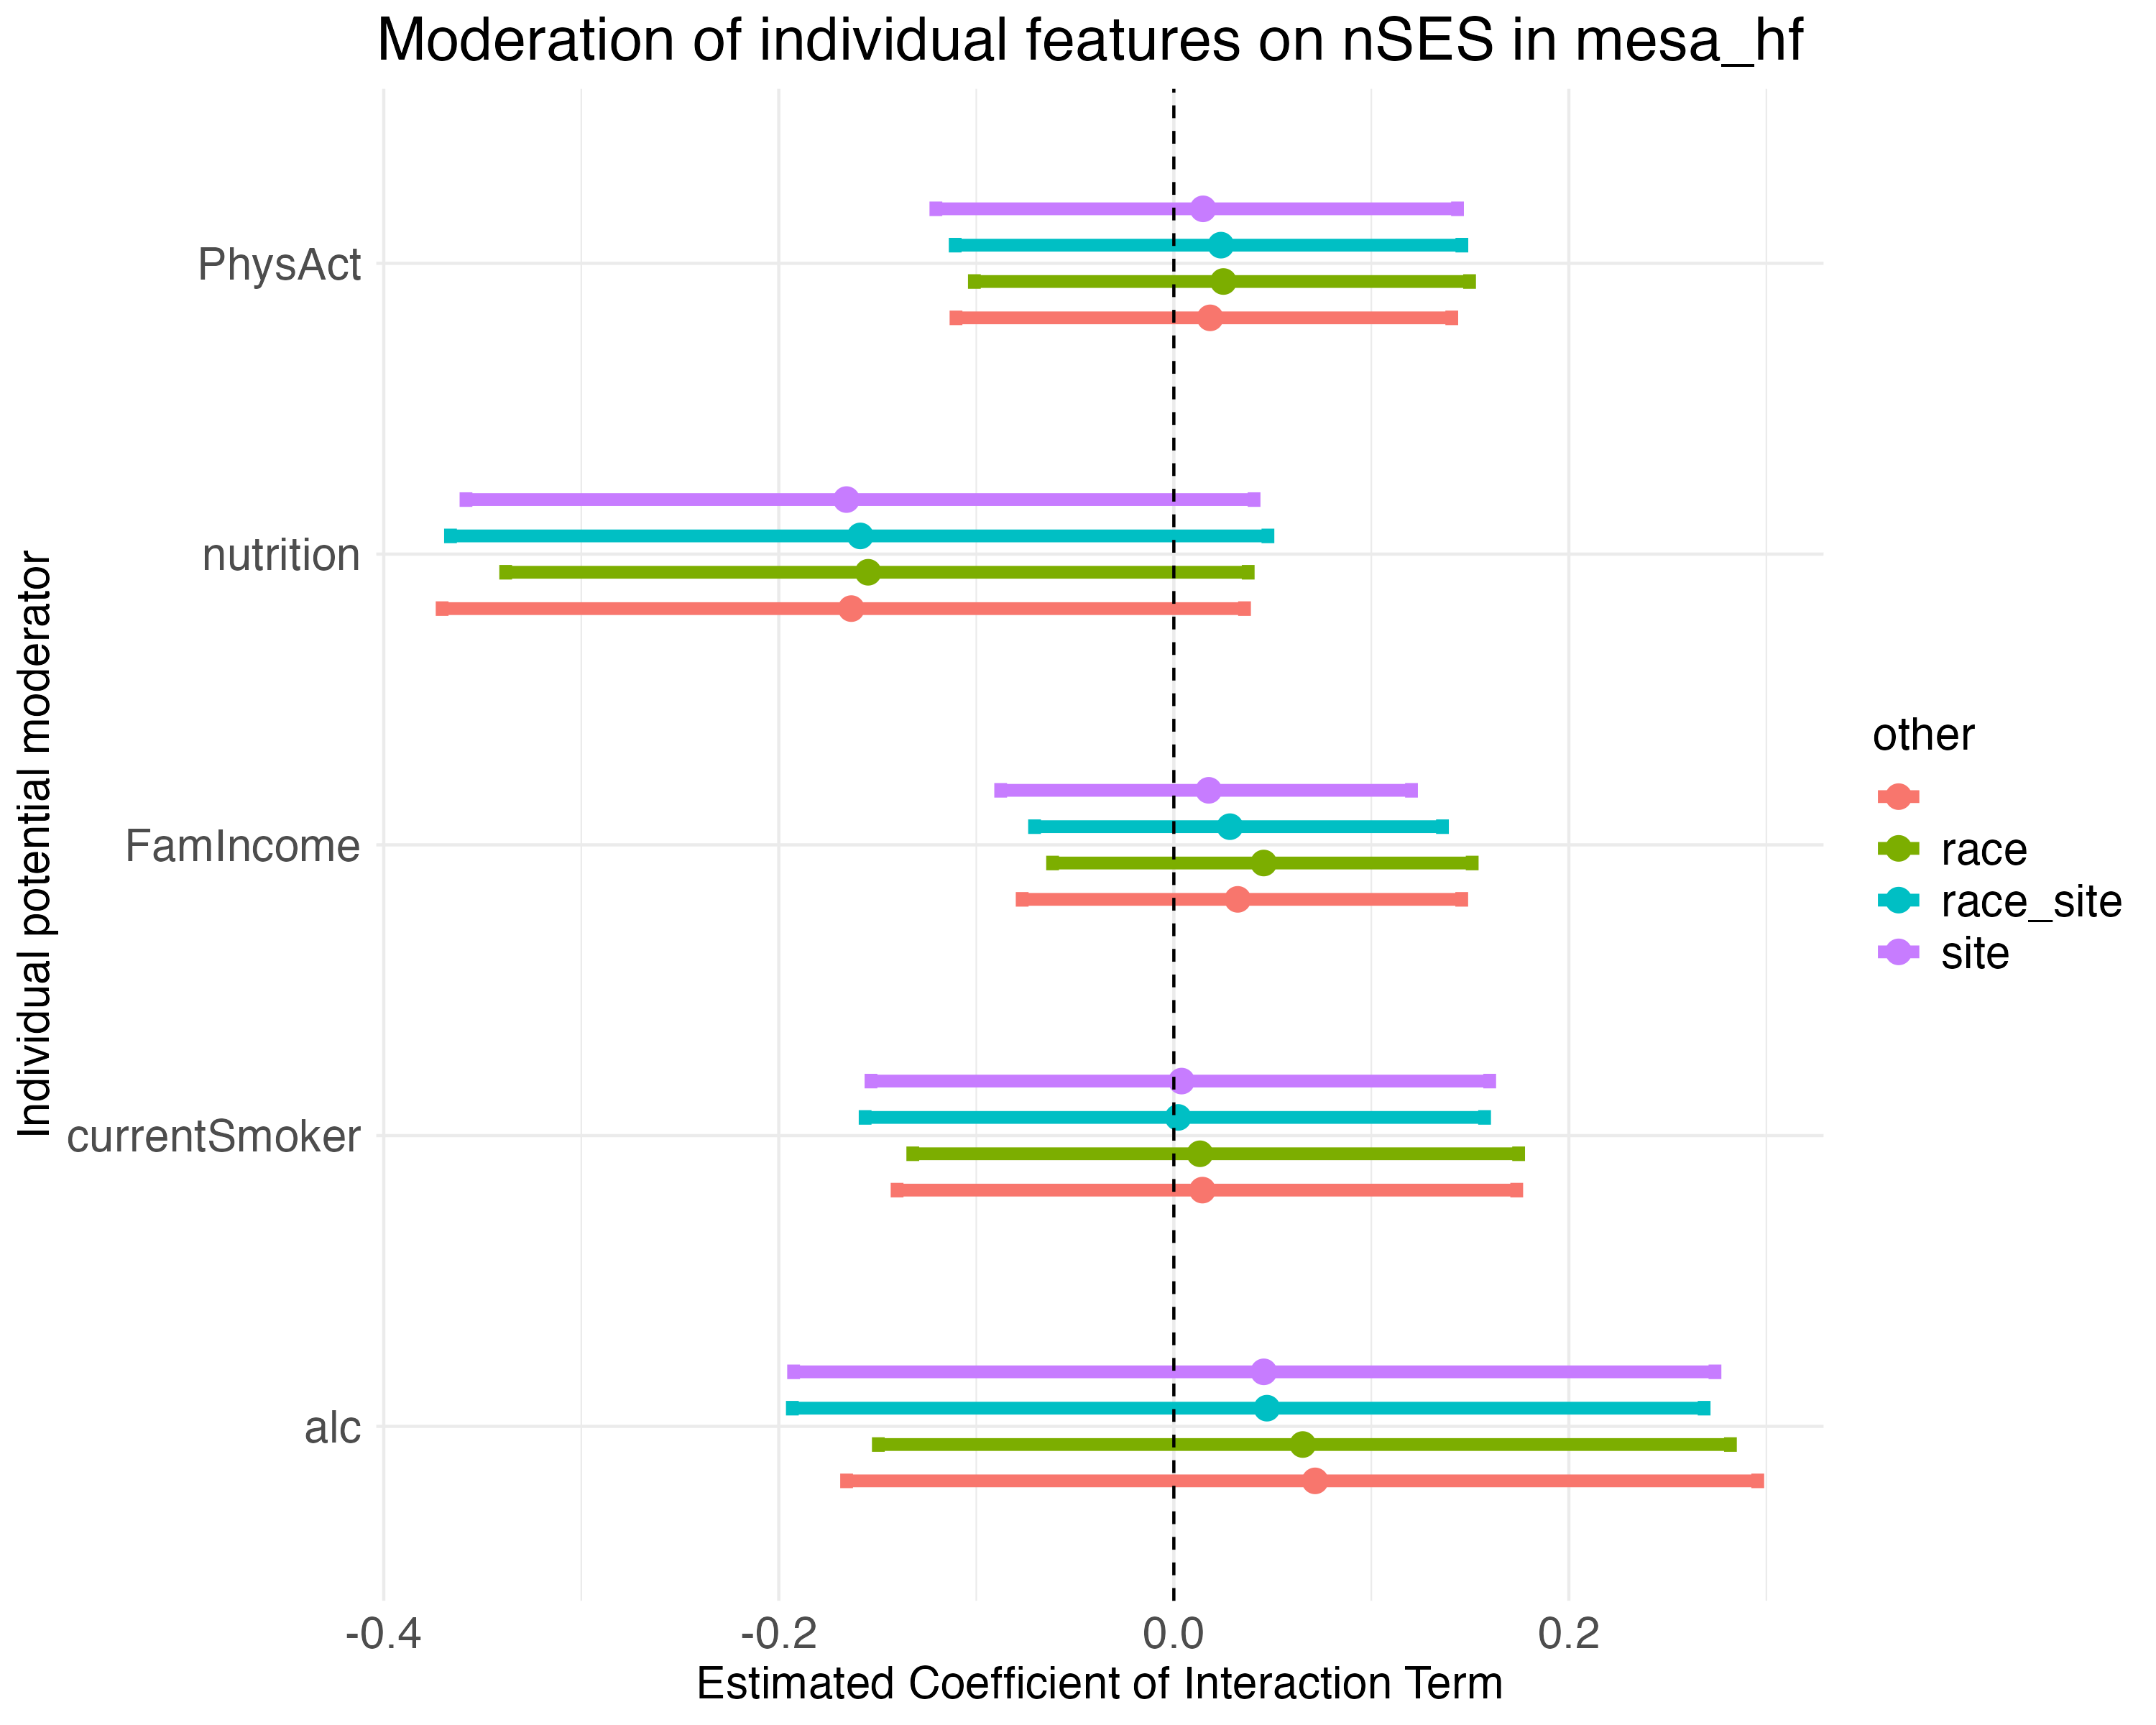 Moderation of individual features on nSES in mesa_hf
Individual potential moderator
PhysAct
nutrition
FamIncome
currentSmoker
alc
-0.4
-0.2
0.0
0.2
Estimated Coefficient of Interaction Term
other
race
race_site
site